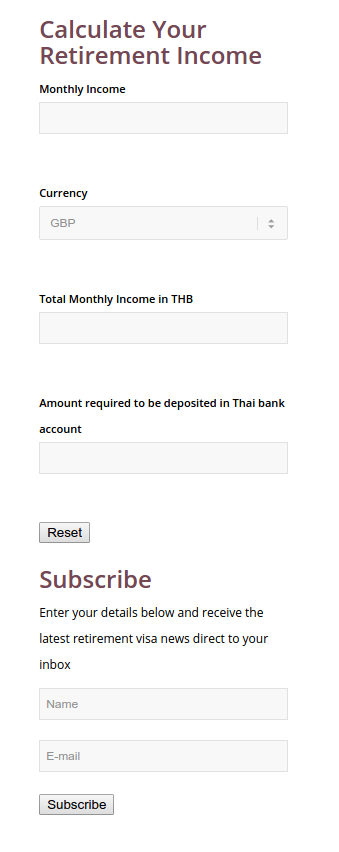 Calculate Your
Retirement Income
Monthly Income
Currency
GBP
Total Monthly Income in THB
Amount required to be deposited in Thai bank
account
Reset
Subscribe
Enter your details below and receive the
latest retirement visa news direct to your
inbox
Name
E-mail
Subscribe